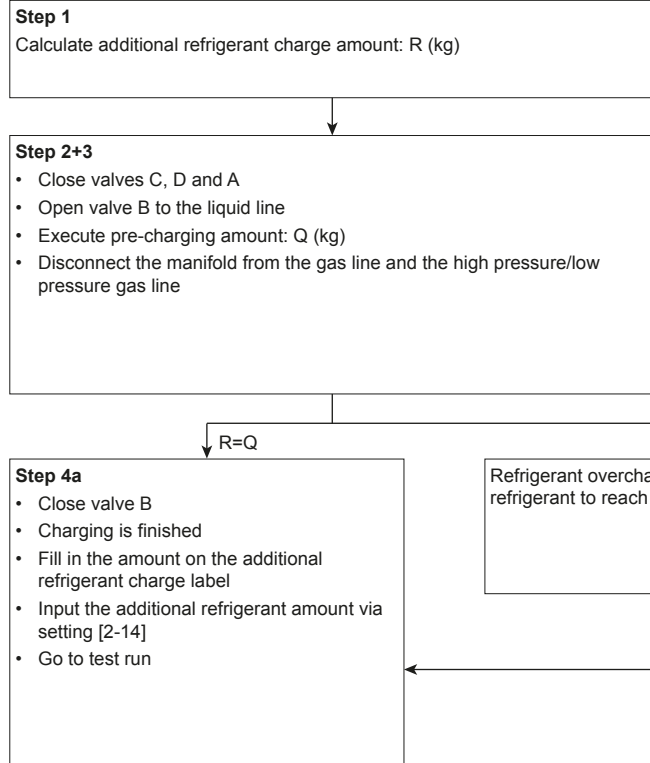 Step 1
Calculate additional refrigerant charge amount: R (kg)
Step 2+3
• Close valves C, D and A
• Open valve B to the liquid line
• Execute pre-charging amount: Q (kg)
• Disconnect the manifold from the gas line and the high pressure/low
pressure gas line
R=Q
Step 4a
• Close valve B
• Charging is finished
• Fill in the amount on the additional
refrigerant charge label
• Input the additional refrigerant amount via
setting [2-14]
• Go to test run
Refrigerant overcha
refrigerant to reach